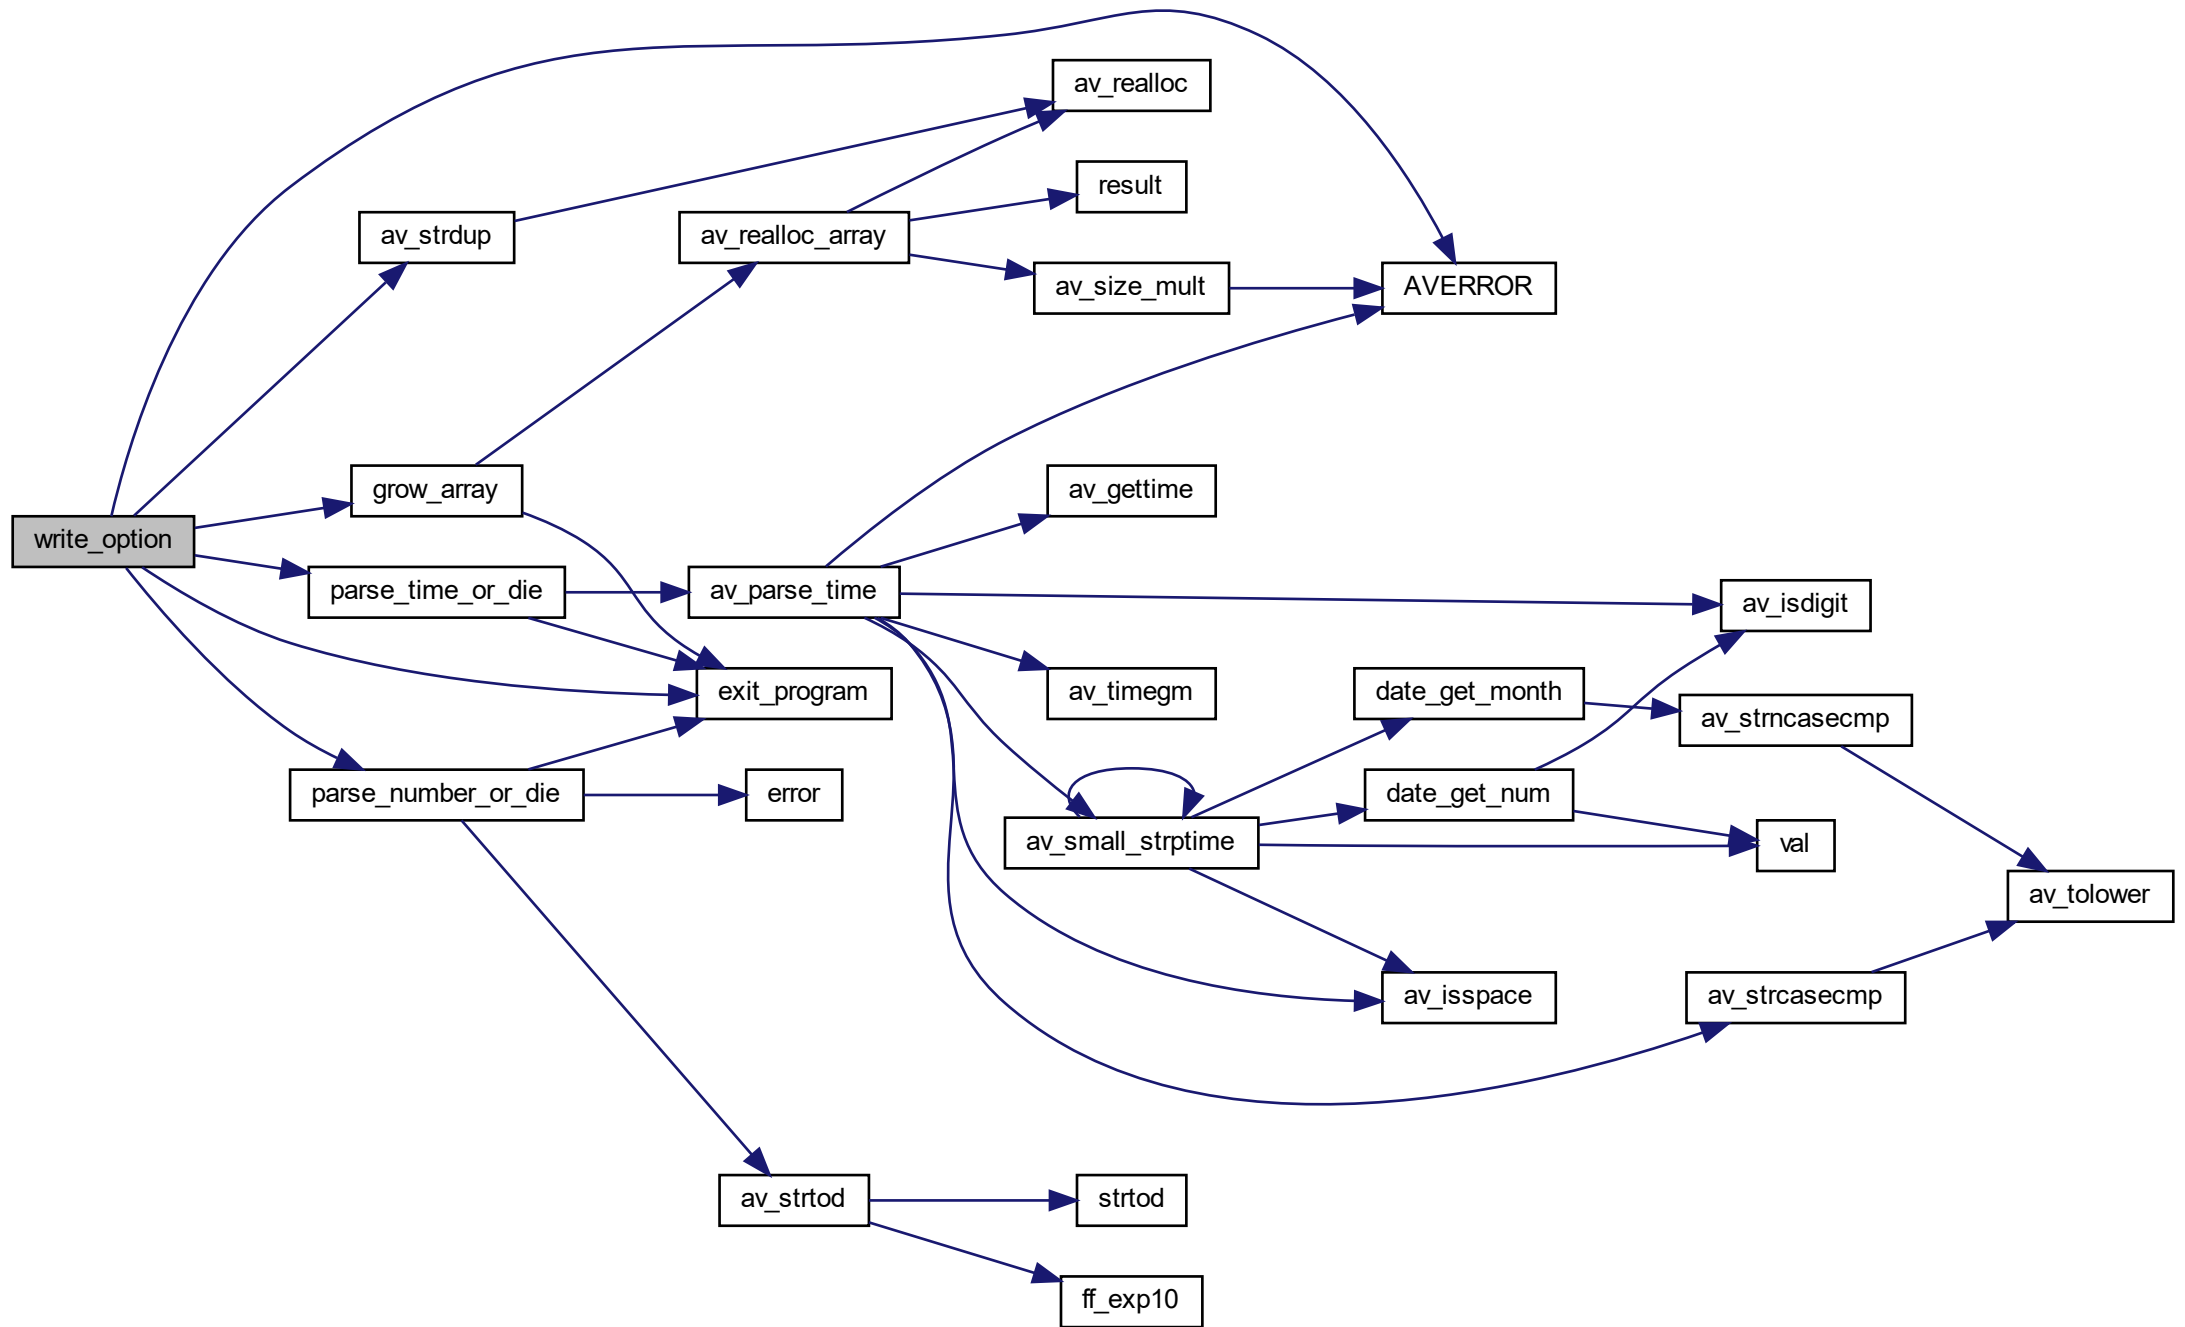 av_realloc
result
av_strdup
av_realloc_array
av_size_mult
AVERROR
grow_array
av_gettime
write_option
parse_time_or_die
av_parse_time
av_isdigit
exit_program
av_timegm
date_get_month
av_strncasecmp
parse_number_or_die
error
date_get_num
av_small_strptime
val
av_tolower
av_isspace
av_strcasecmp
av_strtod
strtod
ff_exp10